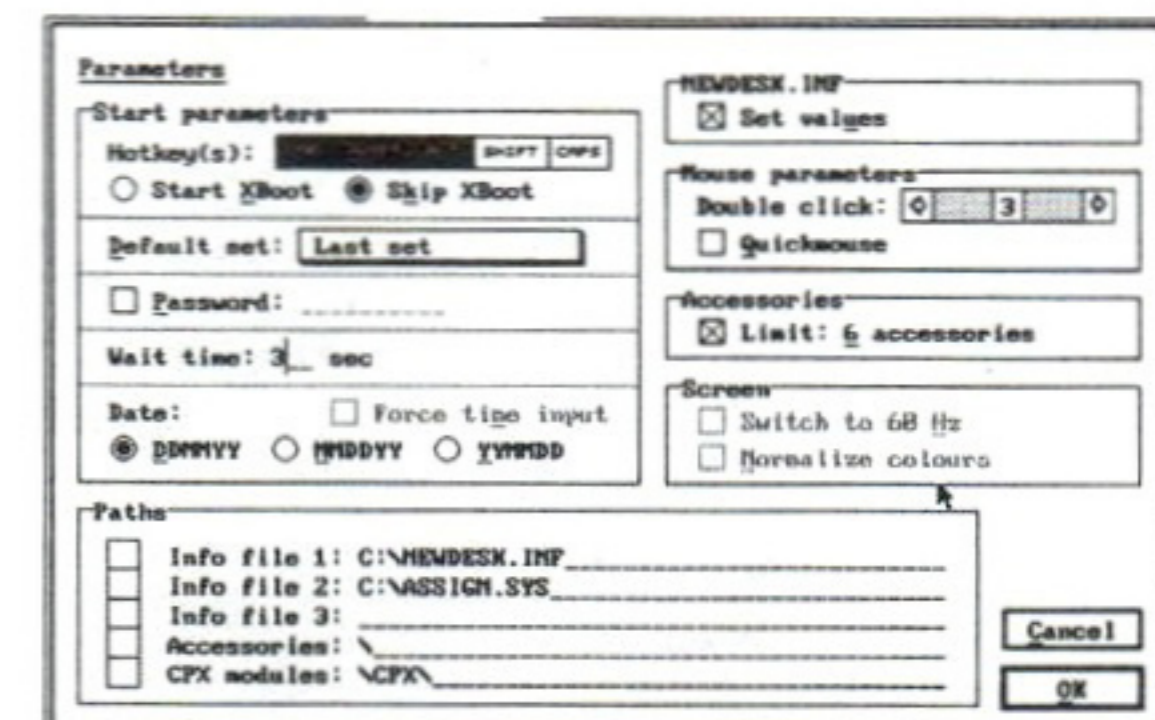 Parameters
Start parameters
Hotkey(s): SHIFT CAPS
Start XBoot Skip XBoot
Default set: Last set
Password:
Wait time: 3 sec
Date: Force time input
DDMMYY MMDDYY YYMMDD
NEWDESK.INF
Set values
Mouse parameters
Double click: 3
Quickmouse
Accessories
Limit: 6 accessories
Screen
Switch to 60 Hz
Normalize colours
Paths
Info file 1: C:\NEWDESK.INF
Info file 2: C:\ASSIGN.SYS
Info file 3:
Accessories: \
CPX modules: \CPX\
Cancel
OK